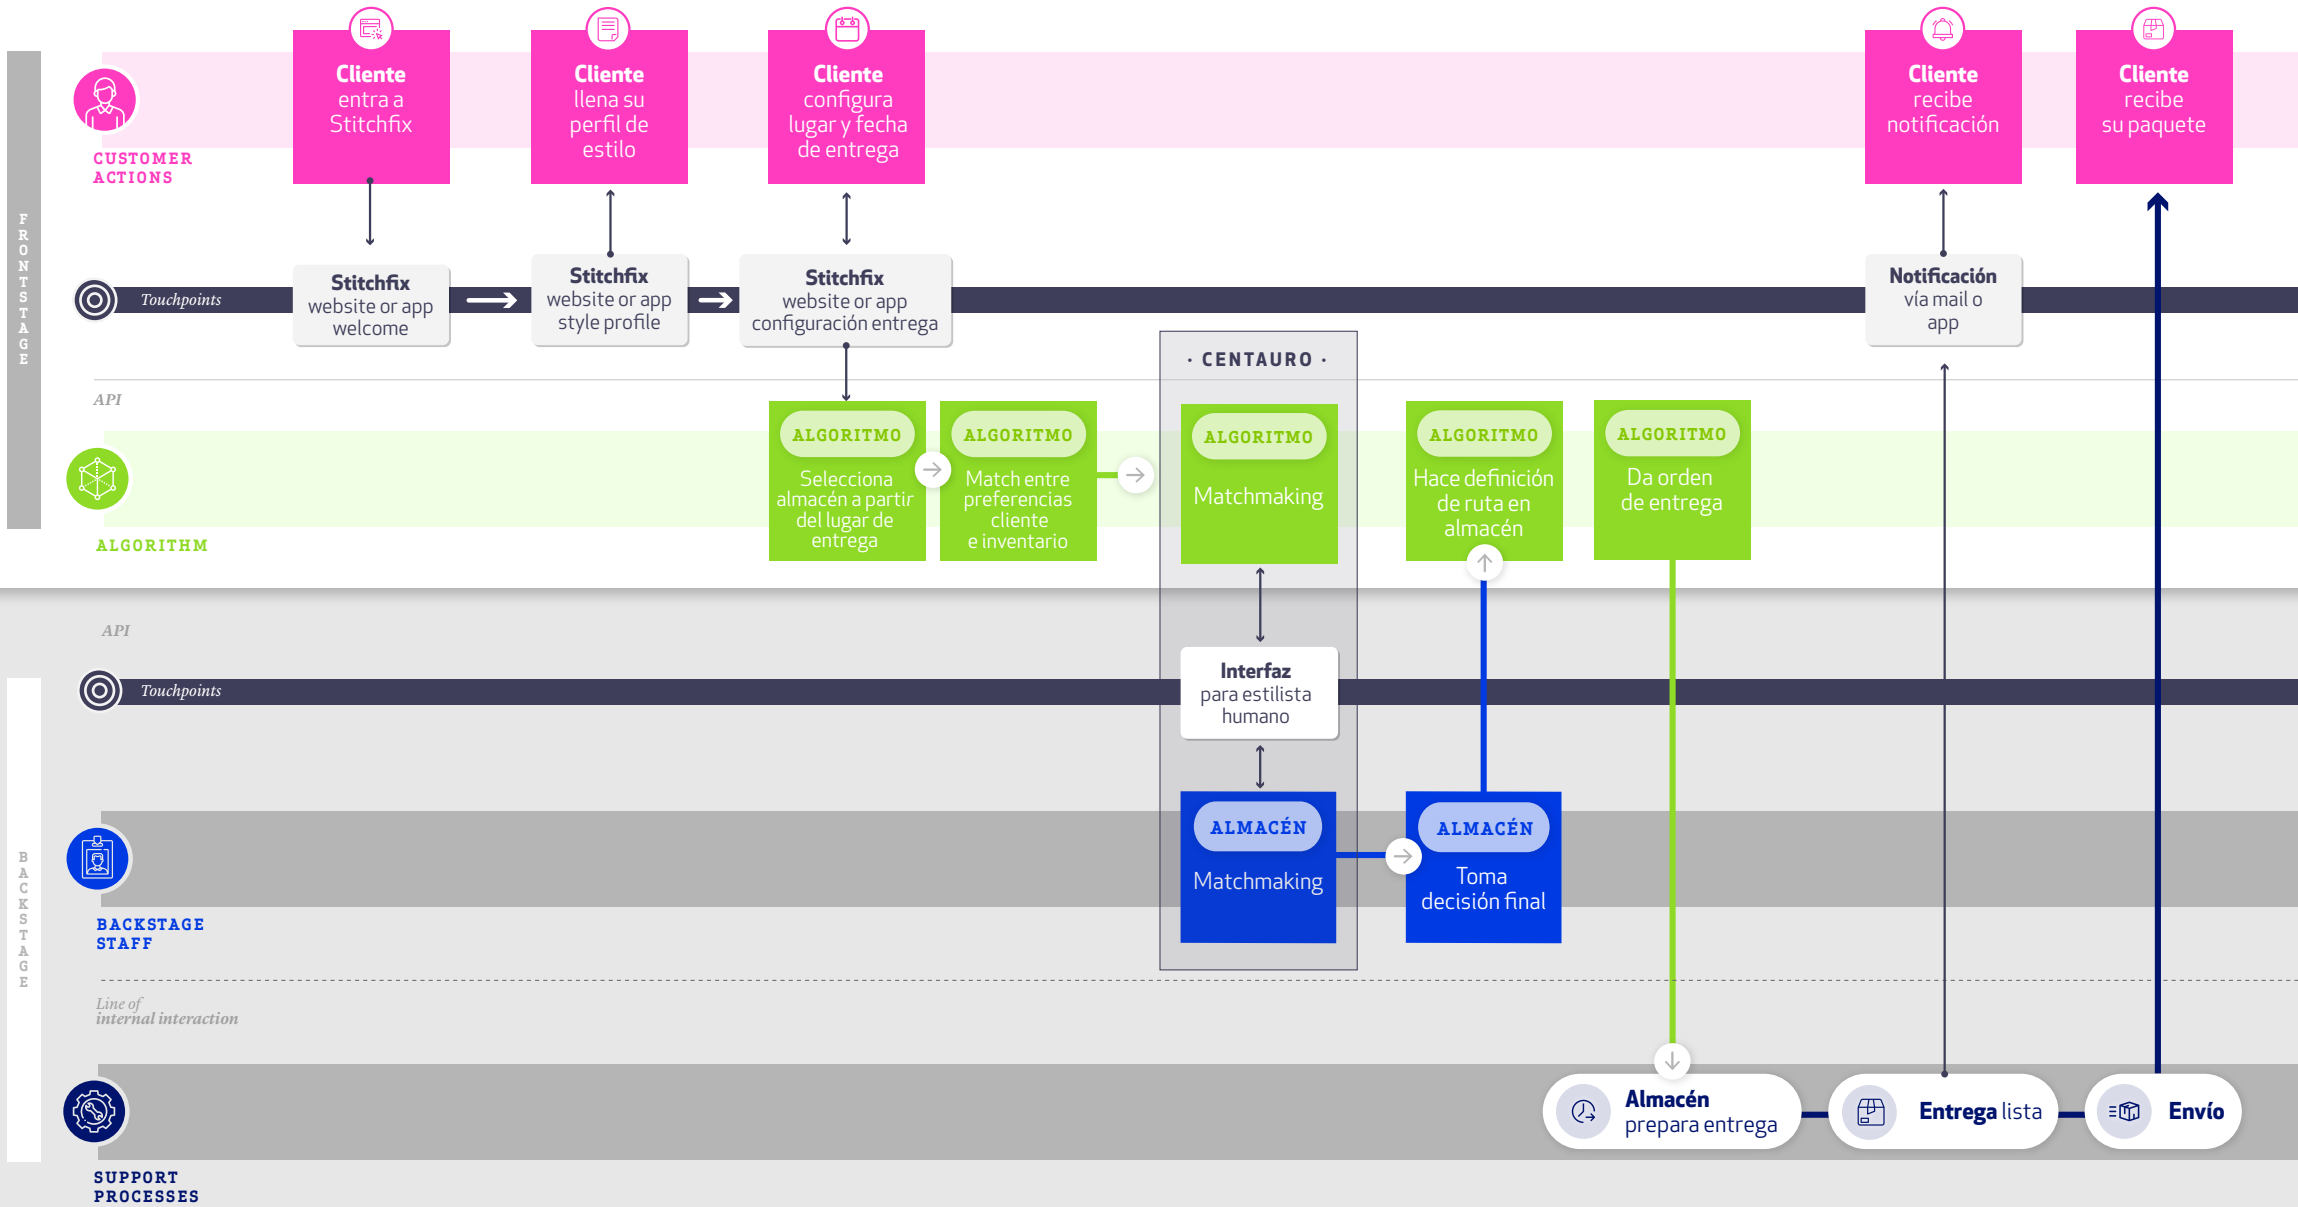 Cliente
entra a
Stitchfix
Cliente
llena su
perfil de
estilo
Cliente
configura
lugar y fecha
de entrega
Cliente
recibe
notificación
Cliente
recibe
su paquete
CUSTOMER
ACTIONS
FRONTSTAGE
Touchpoints
Stitchfix
website or app
welcome
Stitchfix
website or app
style profile
Stitchfix
website or app
configuración entrega
Notificación
vía mail o
app
· CENTAURO ·
API
ALGORITMO
Selecciona
almacén a partir
del lugar de
entrega
ALGORITMO
Match entre
preferencias
cliente
e inventario
ALGORITMO
Matchmaking
ALGORITMO
Hace definición
de ruta en
almacén
ALGORITMO
Da orden
de entrega
ALGORITHM
API
Touchpoints
Interfaz
para estilista
humano
BACKSTAGE
ALMACÉN
Matchmaking
ALMACÉN
Toma
decisión final
BACKSTAGE
STAFF
Line of
internal interaction
Almacén
prepara entrega
Entrega lista
Envío
SUPPORT
PROCESSES